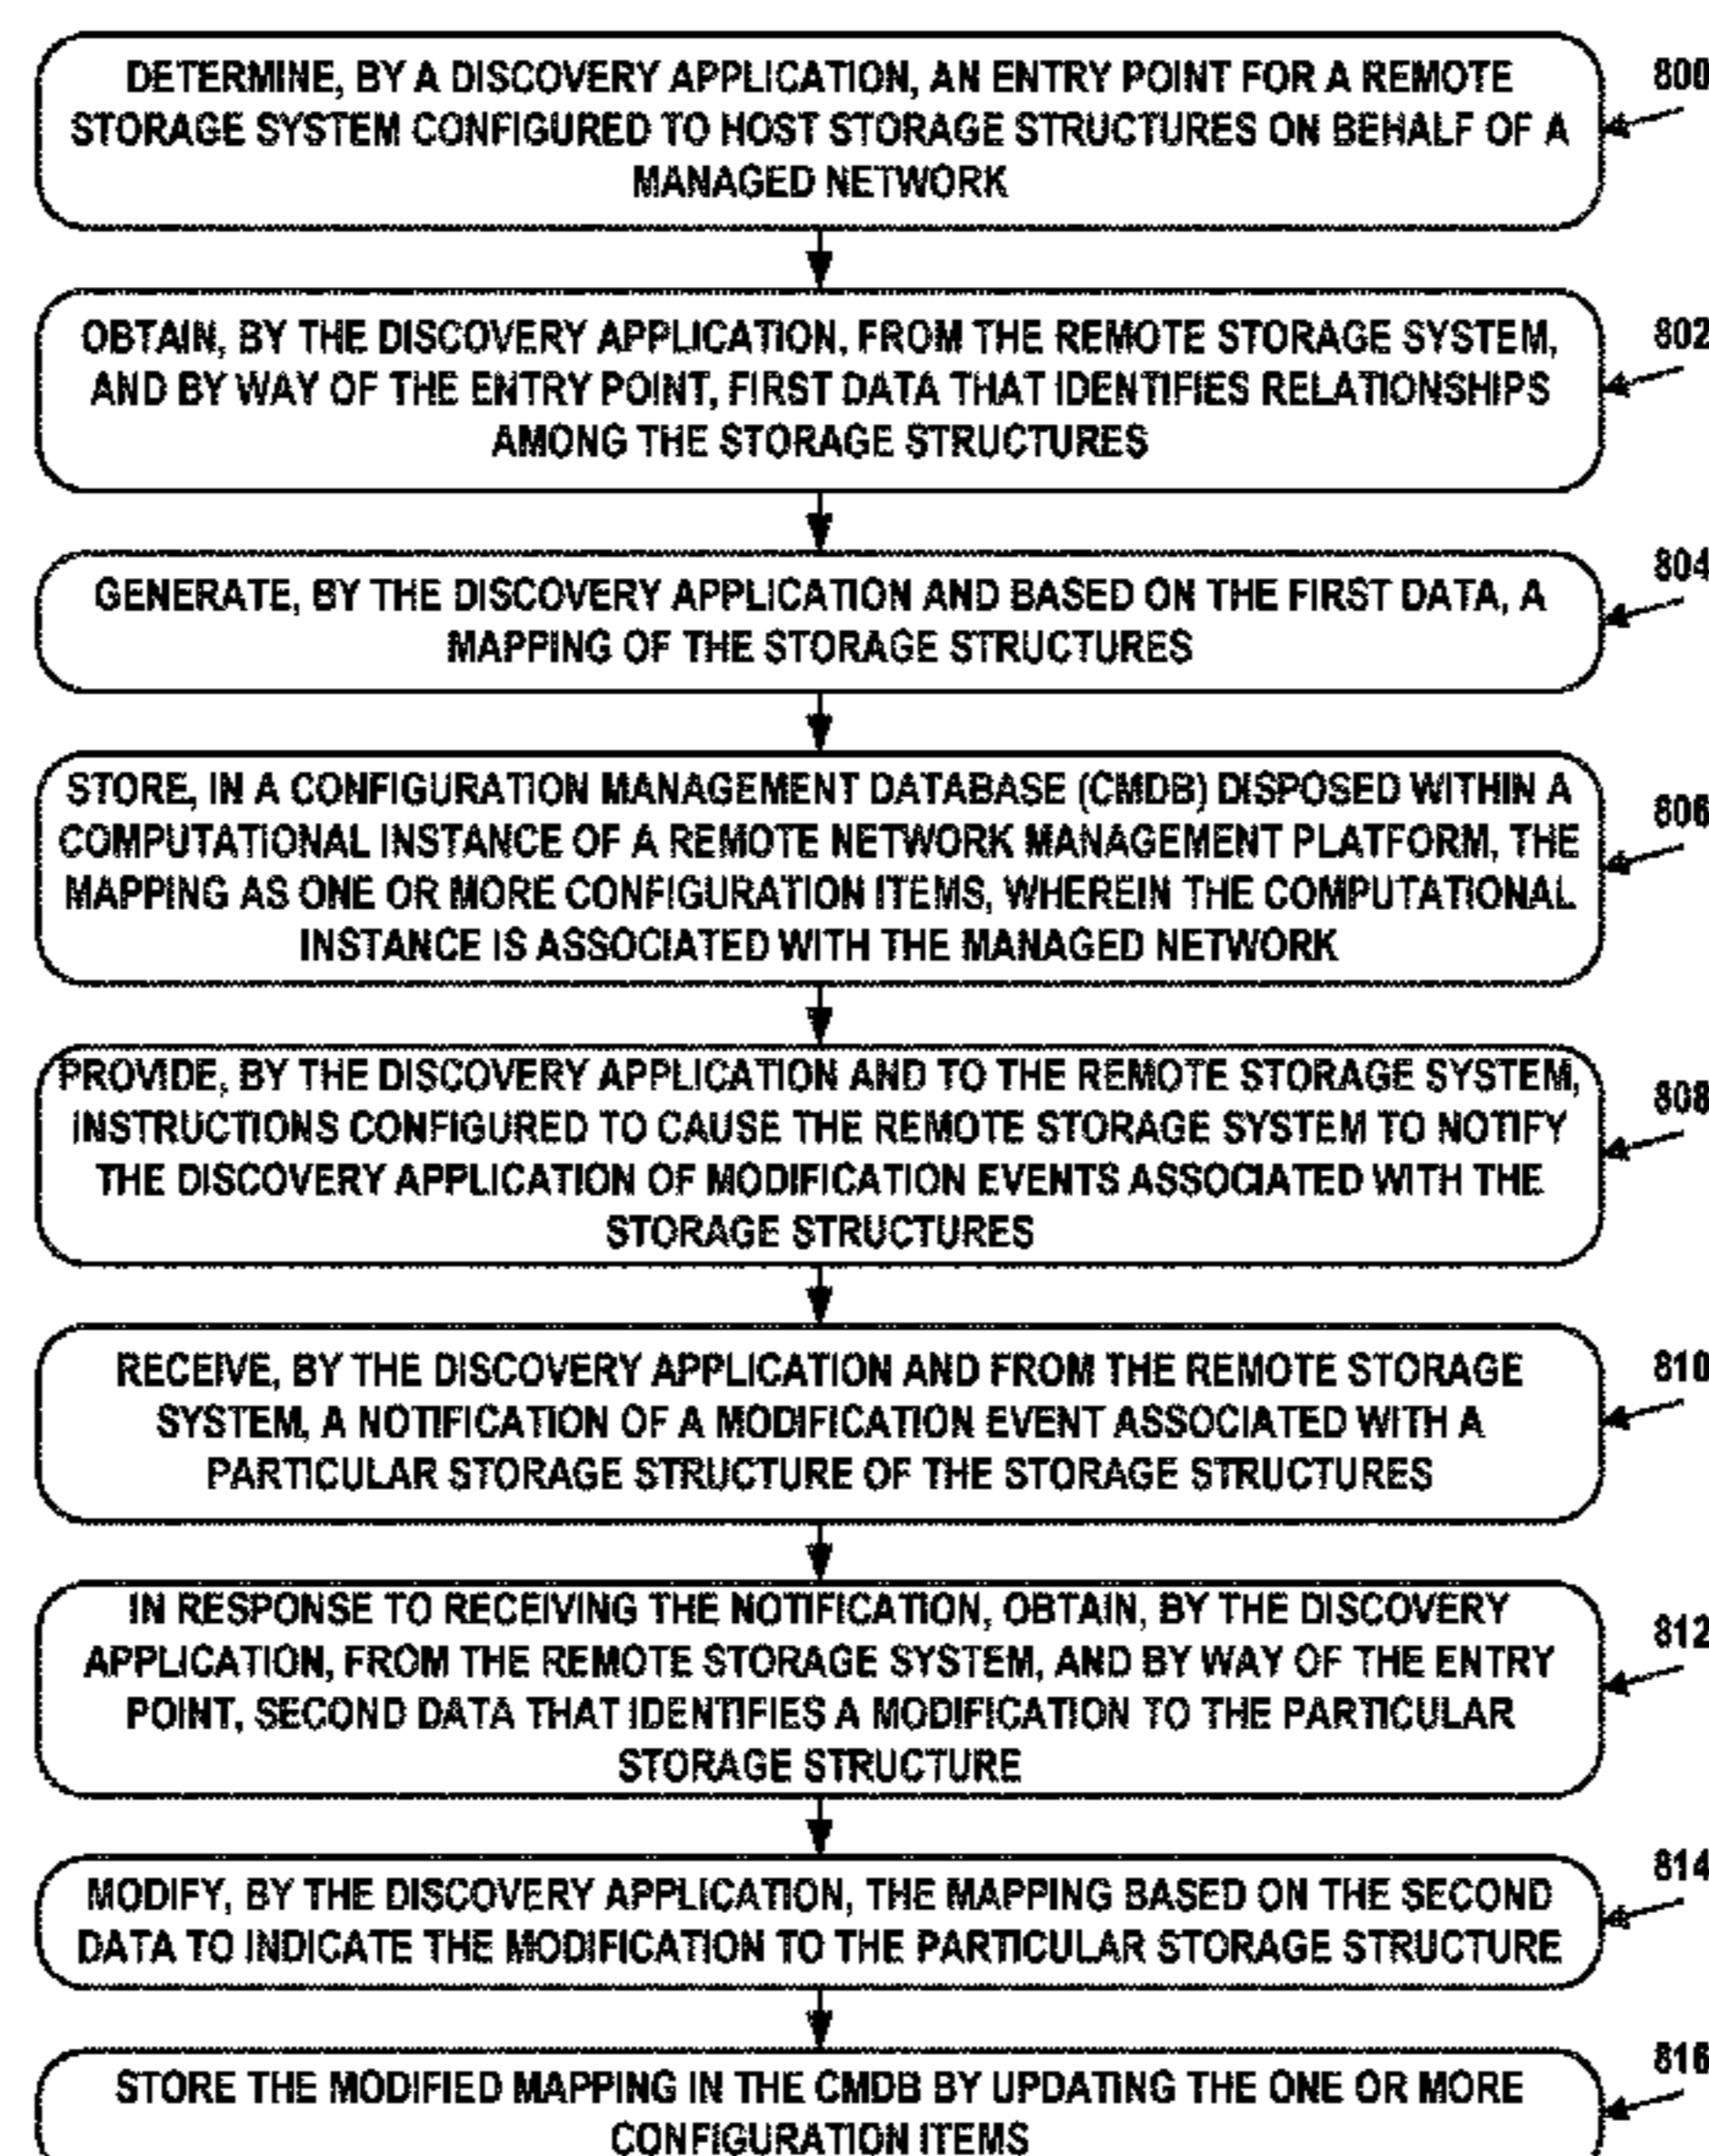 DETERMINE, BY A DISCOVERY APPLICATION, AN ENTRY POINT FOR A REMOTE
STORAGE SYSTEM CONFIGURED TO HOST STORAGE STRUCTURES ON BEHALF OF A
MANAGED NETWORK
800
OBTAIN, BY THE DISCOVERY APPLICATION, FROM THE REMOTE STORAGE SYSTEM,
AND BY WAY OF THE ENTRY POINT, FIRST DATA THAT IDENTIFIES RELATIONSHIPS
AMONG THE STORAGE STRUCTURES
802
GENERATE, BY THE DISCOVERY APPLICATION AND BASED ON THE FIRST DATA, A
MAPPING OF THE STORAGE STRUCTURES
804
STORE, IN A CONFIGURATION MANAGEMENT DATABASE (CMDB) DISPOSED WITHIN A
COMPUTATIONAL INSTANCE OF A REMOTE NETWORK MANAGEMENT PLATFORM, THE
MAPPING AS ONE OR MORE CONFIGURATION ITEMS, WHEREIN THE COMPUTATIONAL
INSTANCE IS ASSOCIATED WITH THE MANAGED NETWORK
806
PROVIDE, BY THE DISCOVERY APPLICATION AND TO THE REMOTE STORAGE SYSTEM,
INSTRUCTIONS CONFIGURED TO CAUSE THE REMOTE STORAGE SYSTEM TO NOTIFY
THE DISCOVERY APPLICATION OF MODIFICATION EVENTS ASSOCIATED WITH THE
STORAGE STRUCTURES
808
RECEIVE, BY THE DISCOVERY APPLICATION AND FROM THE REMOTE STORAGE
SYSTEM, A NOTIFICATION OF A MODIFICATION EVENT ASSOCIATED WITH A
PARTICULAR STORAGE STRUCTURE OF THE STORAGE STRUCTURES
810
IN RESPONSE TO RECEIVING THE NOTIFICATION, OBTAIN, BY THE DISCOVERY
APPLICATION, FROM THE REMOTE STORAGE SYSTEM, AND BY WAY OF THE ENTRY
POINT, SECOND DATA THAT IDENTIFIES A MODIFICATION TO THE PARTICULAR
STORAGE STRUCTURE
812
MODIFY, BY THE DISCOVERY APPLICATION, THE MAPPING BASED ON THE SECOND
DATA TO INDICATE THE MODIFICATION TO THE PARTICULAR STORAGE STRUCTURE
814
STORE THE MODIFIED MAPPING IN THE CMDB BY UPDATING THE ONE OR MORE
CONFIGURATION ITEMS
816